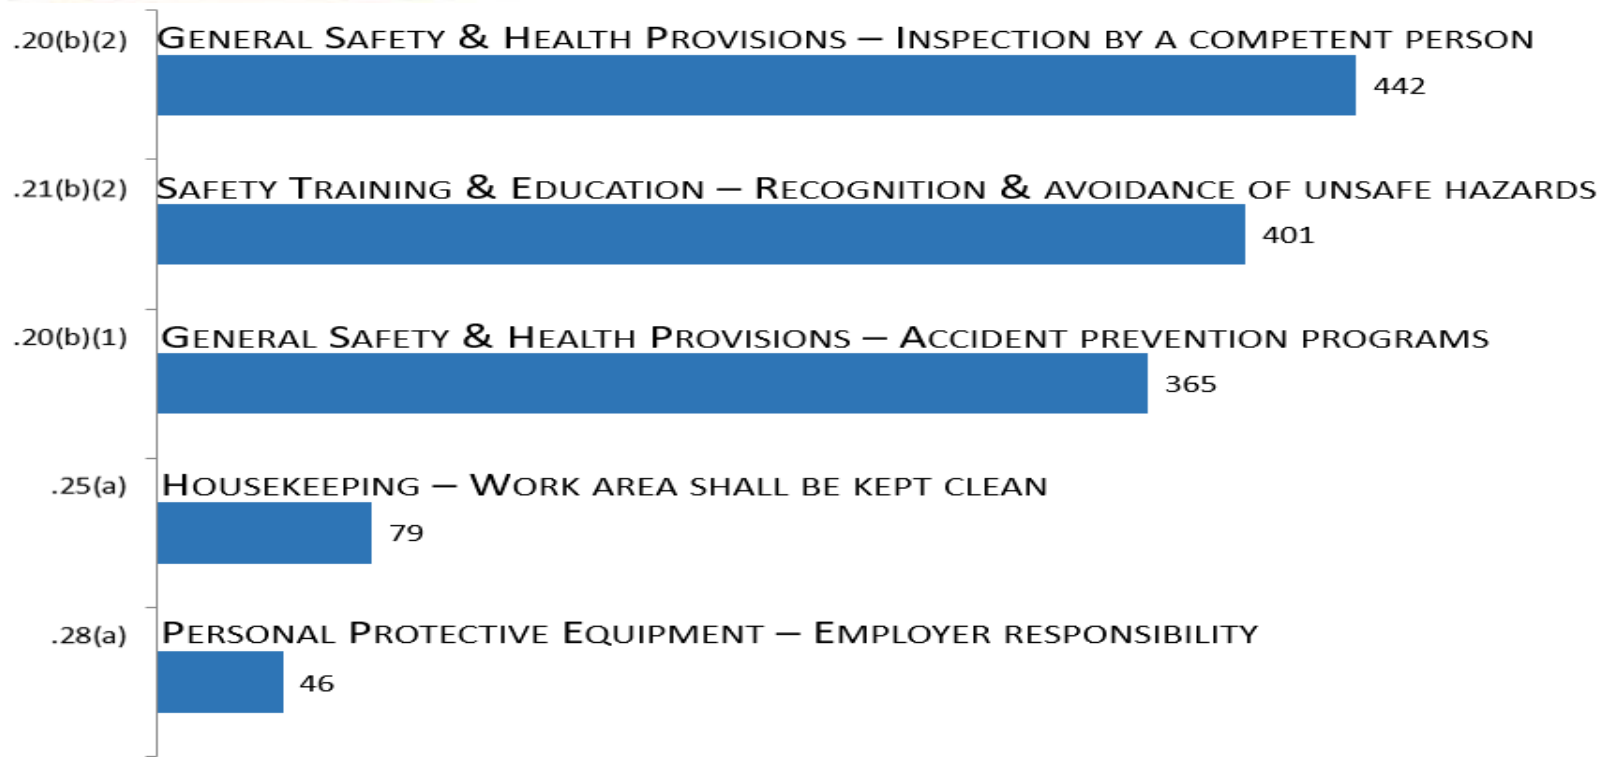 .20(b)(2) General Safety & Health Provisions – Inspection by a competent person
442
.21(b)(2) Safety Training & Education – Recognition & avoidance of unsafe hazards
401
.20(b)(1) General Safety & Health Provisions – Accident prevention programs
365
.25(a) Housekeeping – Work area shall be kept clean
79
.28(a) Personal Protective Equipment – Employer responsibility
46